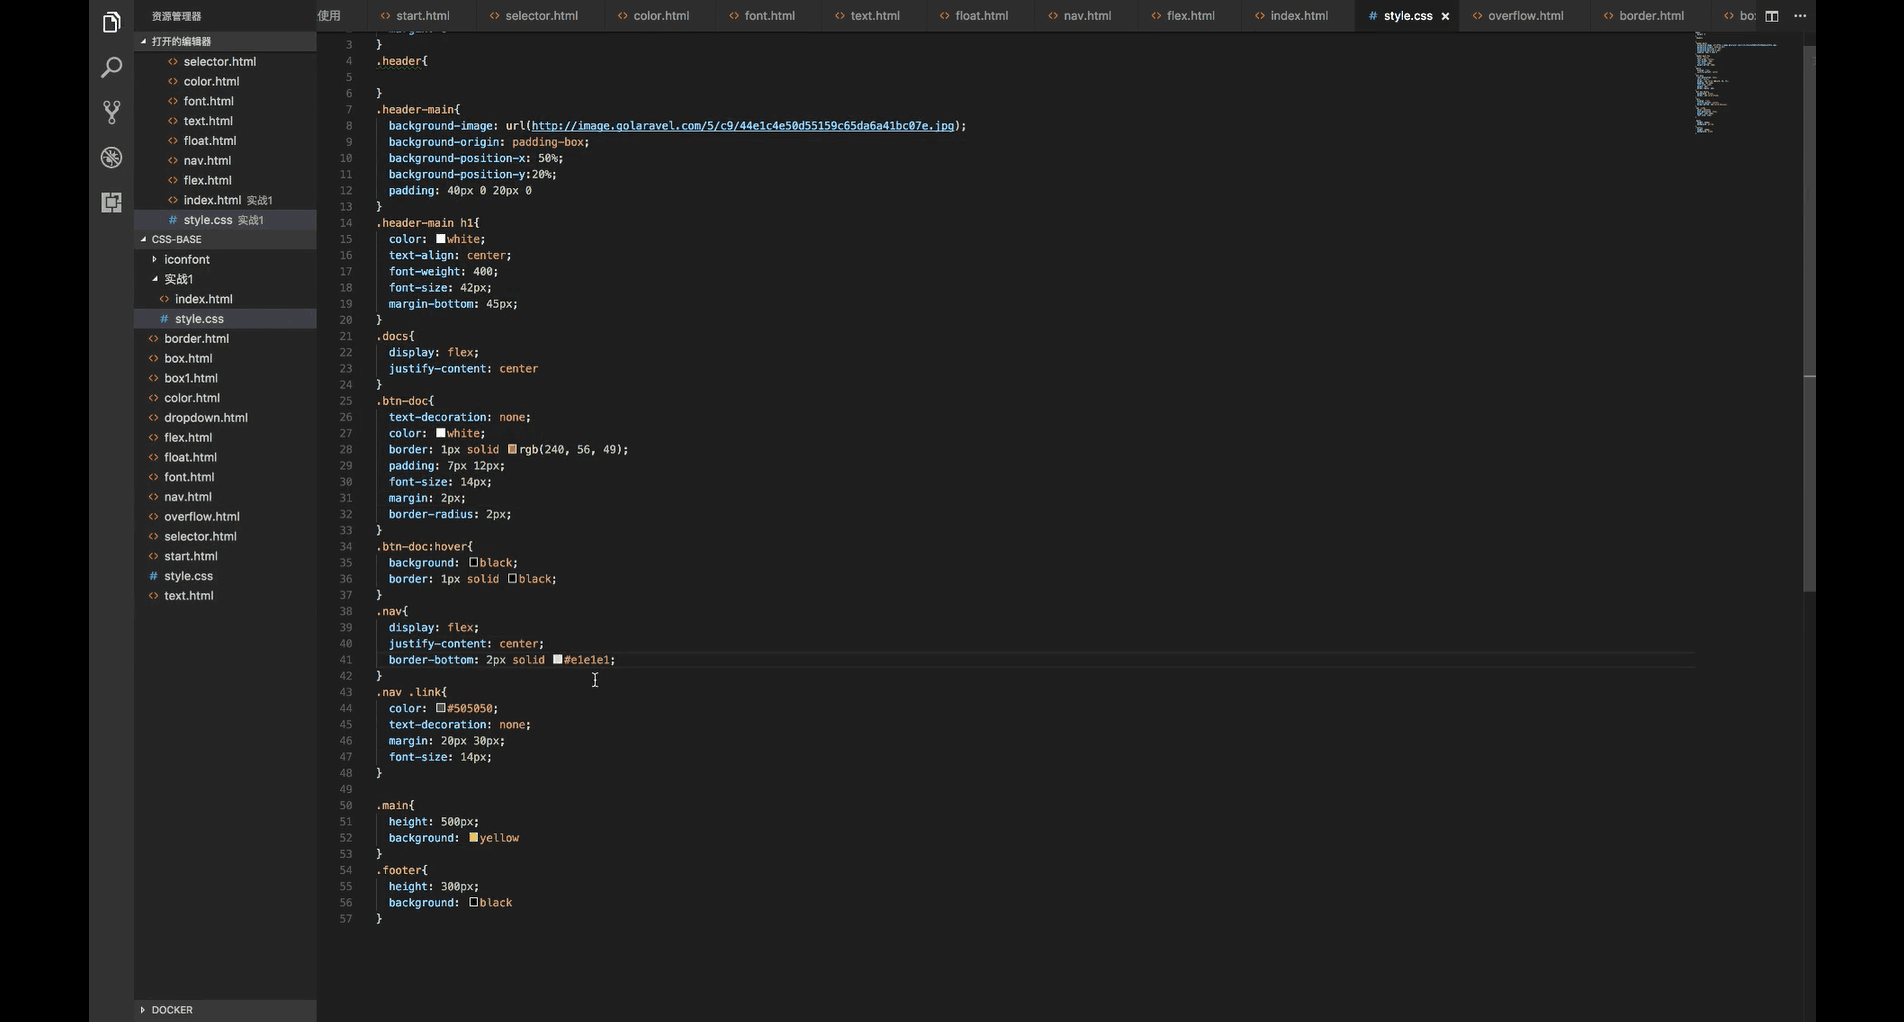 资源管理器
使用
start.html
selector.html
color.html
font.html
text.html
float.html
nav.html
flex.html
index.html
style.css
overflow.html
border.html
打开的编辑器
selector.html
color.html
font.html
text.html
float.html
nav.html
flex.html
index.html 实战1
style.css 实战1
CSS-BASE
iconfont
实战1
index.html
style.css
border.html
box.html
box1.html
color.html
dropdown.html
flex.html
float.html
font.html
nav.html
overflow.html
selector.html
start.html
style.css
text.html
DOCKER
3 }
4 .header{
5
6 }
7 .header-main{
8 background-image: url(http://image.golaravel.com/5/c9/44e1c4e50d55159c65da6a41bc07e.jpg);
9 background-origin: padding-box;
10 background-position-x: 50%;
11 background-position-y:20%;
12 padding: 40px 0 20px 0
13 }
14 .header-main h1{
15 color: white;
16 text-align: center;
17 font-weight: 400;
18 font-size: 42px;
19 margin-bottom: 45px;
20 }
21 .docs{
22 display: flex;
23 justify-content: center
24 }
25 .btn-doc{
26 text-decoration: none;
27 color: white;
28 border: 1px solid rgb(240, 56, 49);
29 padding: 7px 12px;
30 font-size: 14px;
31 margin: 2px;
32 border-radius: 2px;
33 }
34 .btn-doc:hover{
35 background: black;
36 border: 1px solid black;
37 }
38 .nav{
39 display: flex;
40 justify-content: center;
41 border-bottom: 2px solid #e1e1e1;
42 }
43 .nav .link{
44 color: #505050;
45 text-decoration: none;
46 margin: 20px 30px;
47 font-size: 14px;
48 }
49
50 .main{
51 height: 500px;
52 background: yellow
53 }
54 .footer{
55 height: 300px;
56 background: black
57 }